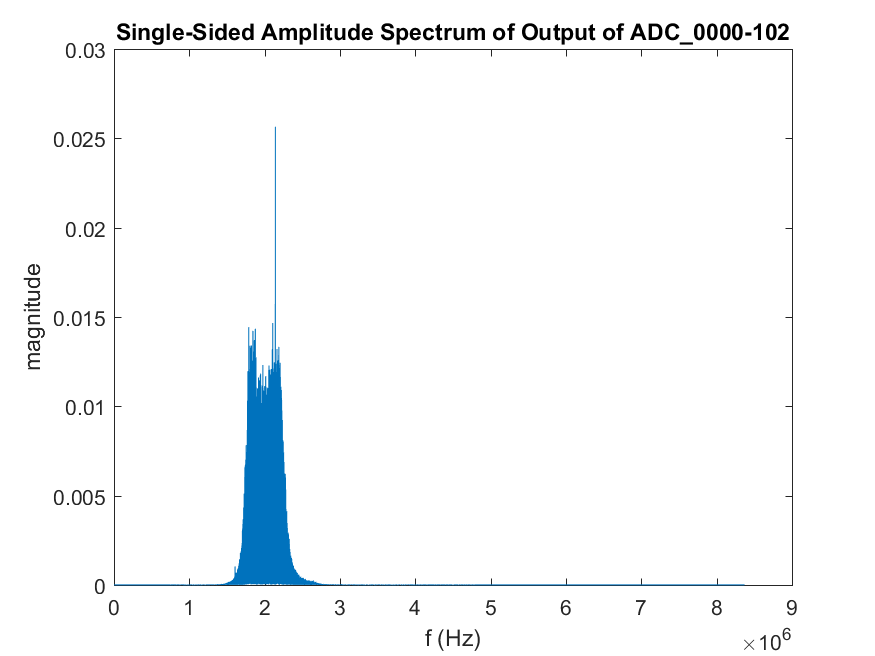 Single-Sided Amplitude Spectrum of Output of ADC_0000-102
0.03
0.025
0.02
0.015
0.01
0.005
0
0 1 2 3 4 5 6 7 8 9
×10^6
f (Hz)
magnitude